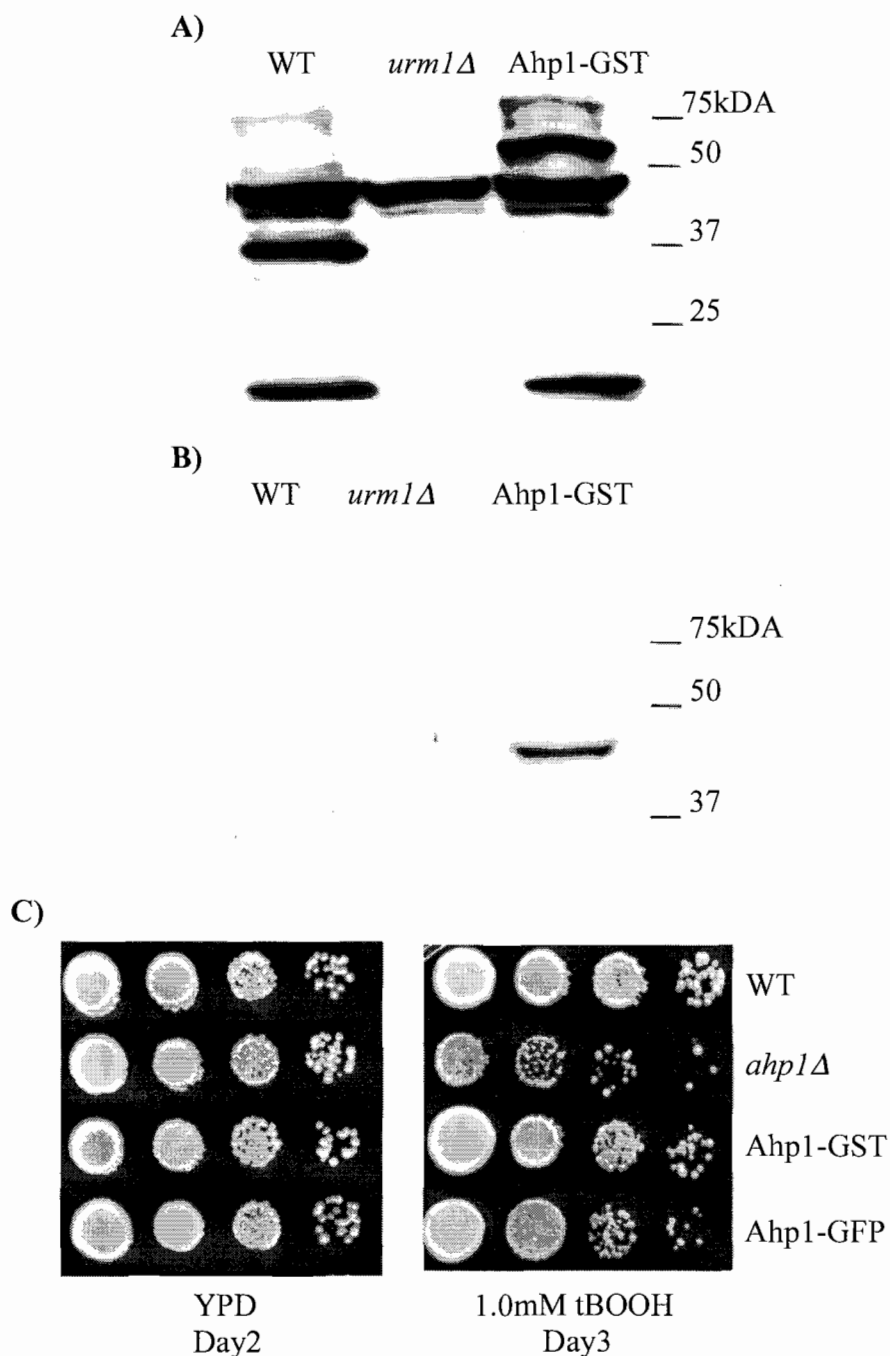 A)
WT urm1Δ Ahp1-GST
75kDA
50
37
25
B)
WT urm1Δ Ahp1-GST
75kDA
50
37
C)
WT
ahp1Δ
Ahp1-GST
Ahp1-GFP
YPD 1.0mM tBOOH
Day2 Day3